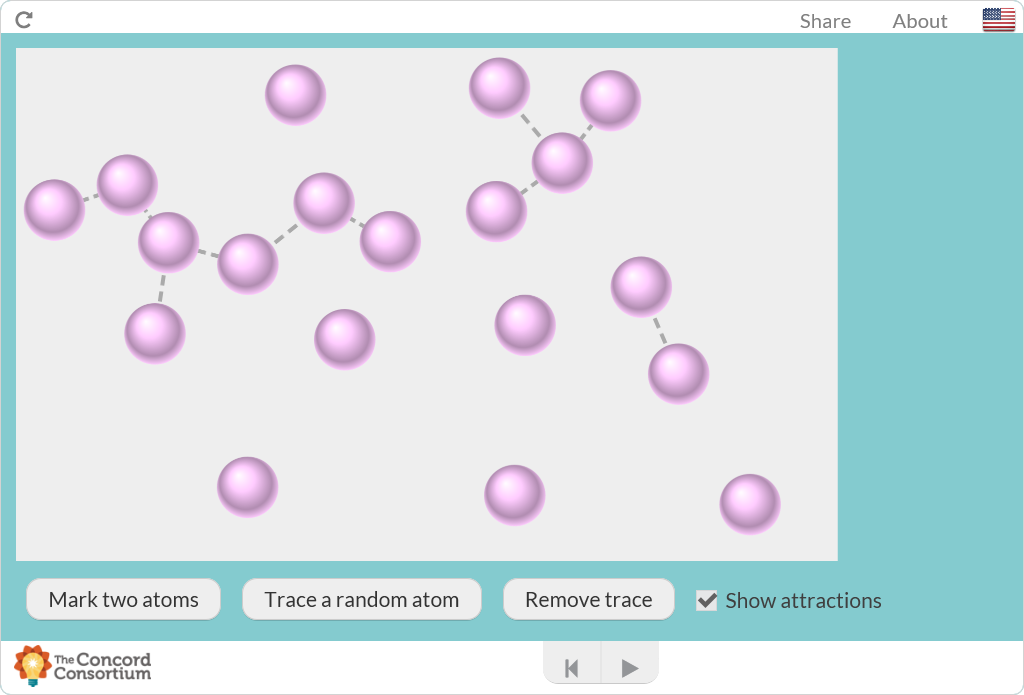 Share About
Mark two atoms Trace a random atom Remove trace Show attractions
The Concord
Consortium